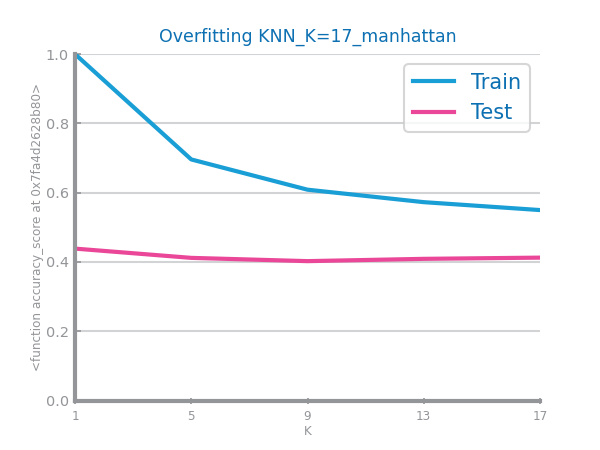 Overfitting KNN_K=17_manhattan
<function accuracy_score at 0x7fa4d2628b80>
1.0
0.8
0.6
0.4
0.2
0.0
Train
Test
1 5 9 13 17
K